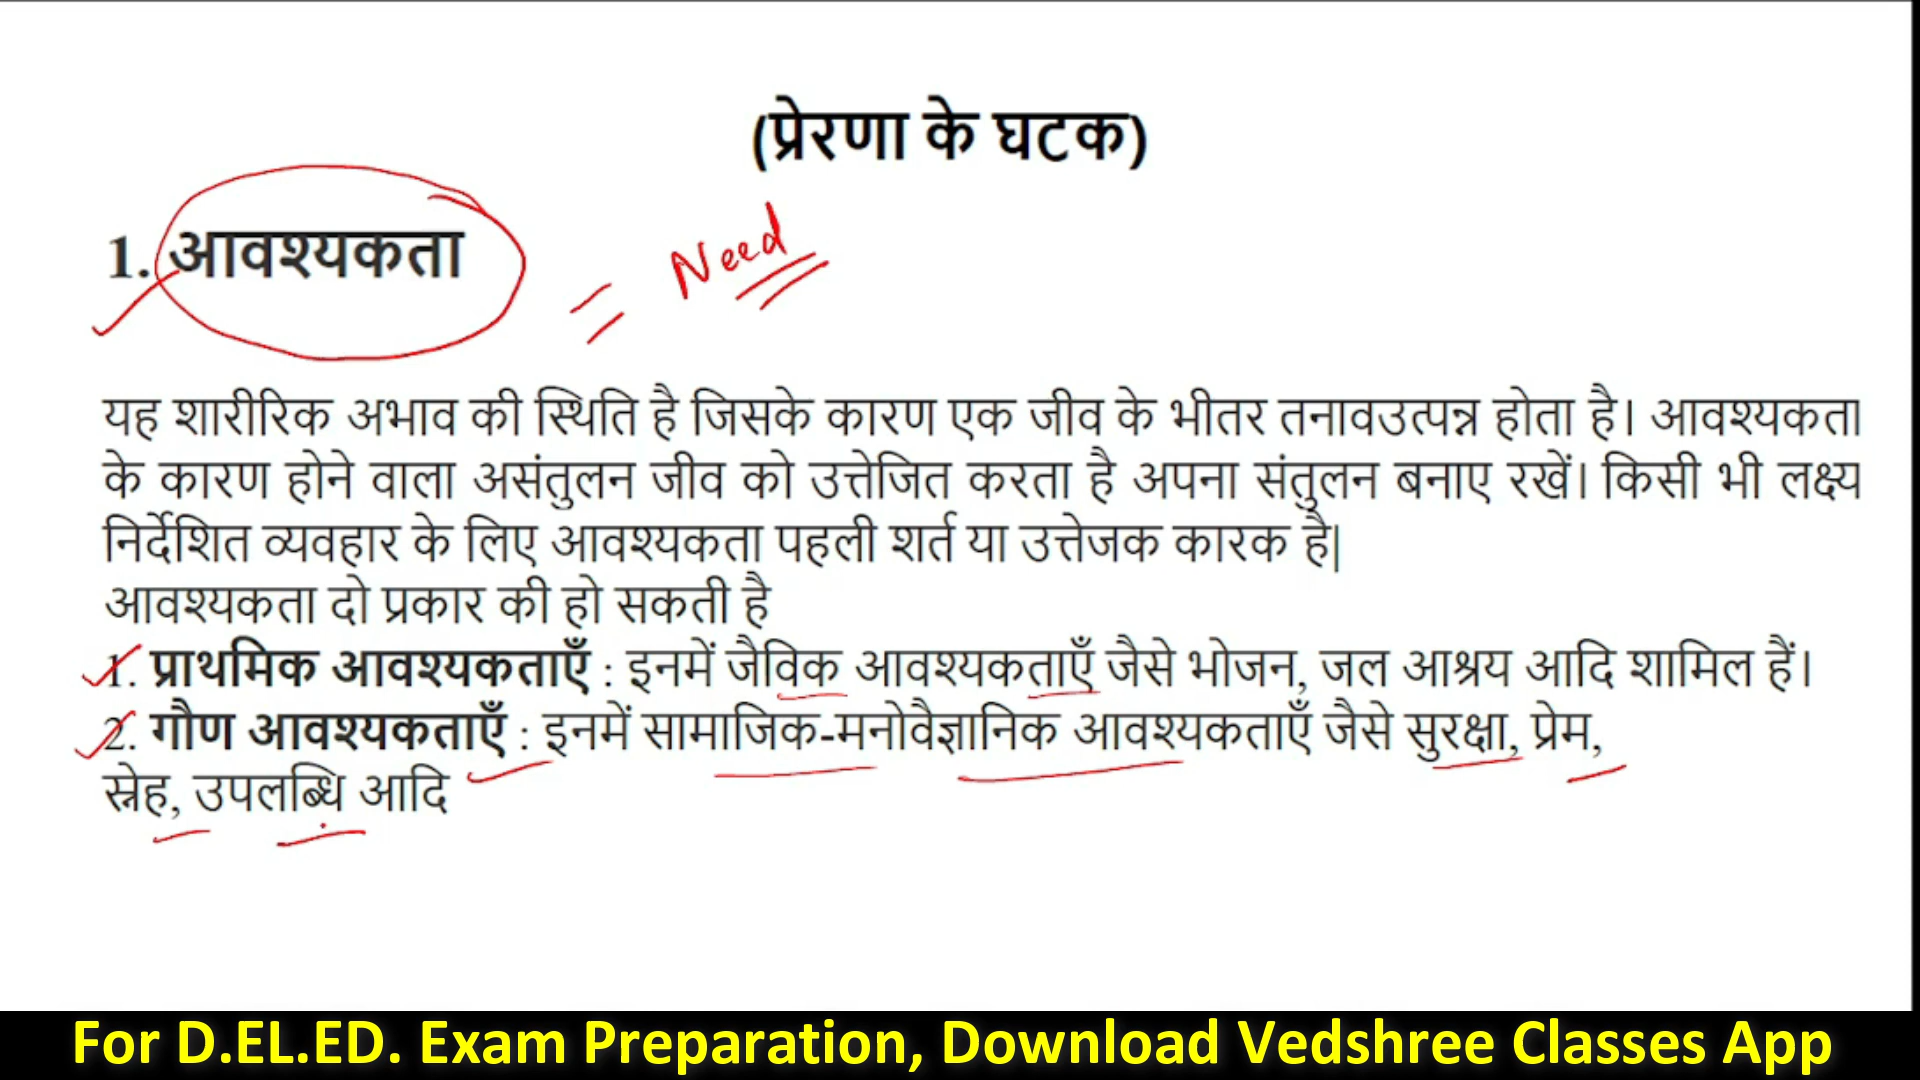 (प्रेरणा के घटक)
1. आवश्यकता = Need
यह शारीरिक अभाव की स्थिति है जिसके कारण एक जीव के भीतर तनावउत्पन्न होता है। आवश्यकता
के कारण होने वाला असंतुलन जीव को उत्तेजित करता है अपना संतुलन बनाए रखें। किसी भी लक्ष्य
निर्देशित व्यवहार के लिए आवश्यकता पहली शर्त या उत्तेजक कारक है|
आवश्यकता दो प्रकार की हो सकती है
1. प्राथमिक आवश्यकताएँ : इनमें जैविक आवश्यकताएँ जैसे भोजन, जल आश्रय आदि शामिल हैं।
2. गौण आवश्यकताएँ : इनमें सामाजिक-मनोवैज्ञानिक आवश्यकताएँ जैसे सुरक्षा, प्रेम,
स्नेह, उपलब्धि आदि
For D.EL.ED. Exam Preparation, Download Vedshree Classes App